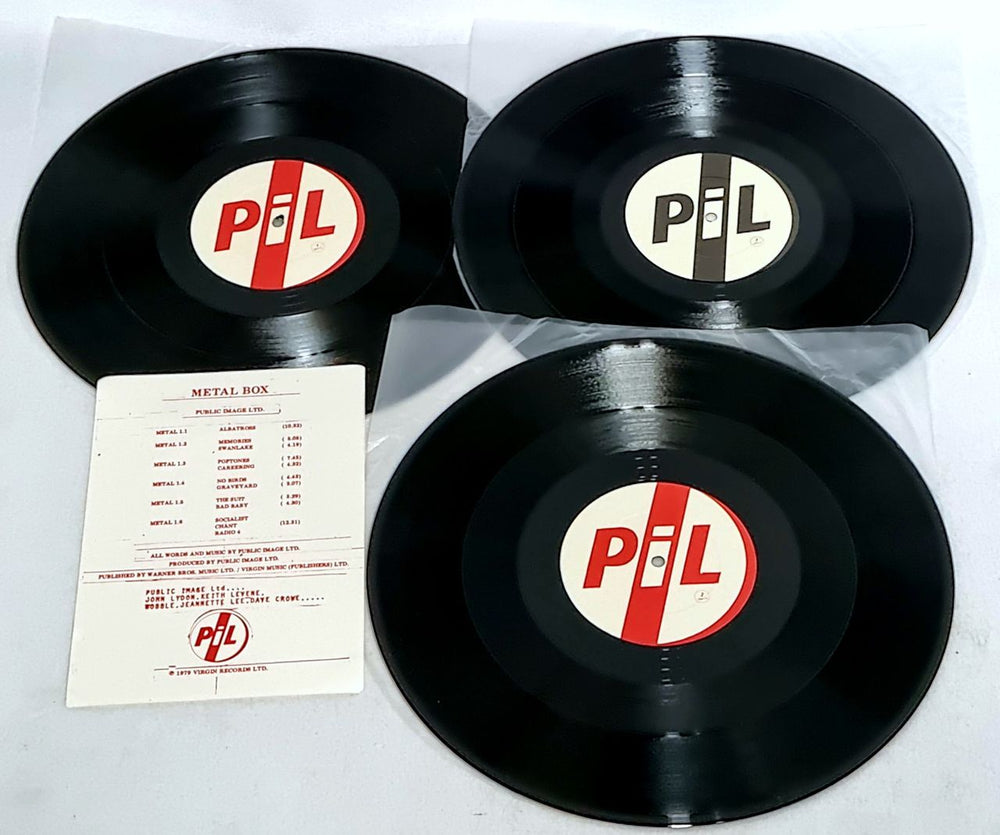 PiL
PiL
METAL BOX
PUBLIC IMAGE LTD.
METAL 1.1 ALBATROSS (10.32)
METAL 1.2 MEMORIES ( 5.05)
SWANLAKE ( 4.19)
METAL 1.3 POPTONES ( 7.45)
CAREERING ( 4.32)
METAL 1.4 NO BIRDS ( 4.43)
GRAVEYARD ( 3.07)
METAL 1.5 THE SUIT ( 3.29)
BAD BABY ( 4.30)
METAL 1.6 SOCIALIST (12.31)
CHANT
RADIO 4
ALL WORDS AND MUSIC BY PUBLIC IMAGE LTD.
PRODUCED BY PUBLIC IMAGE LTD.
PUBLISHED BY WARNER BROS. MUSIC LTD. / VIRGIN MUSIC (PUBLISHERS) LTD.
PUBLIC IMAGE LTD....
JOHN LYDON,KEITH LEVENE,
WOBBLE,JEANNETTE LEE,DAVE CROWE.....
PiL
© 1979 VIRGIN RECORDS LTD.
PiL